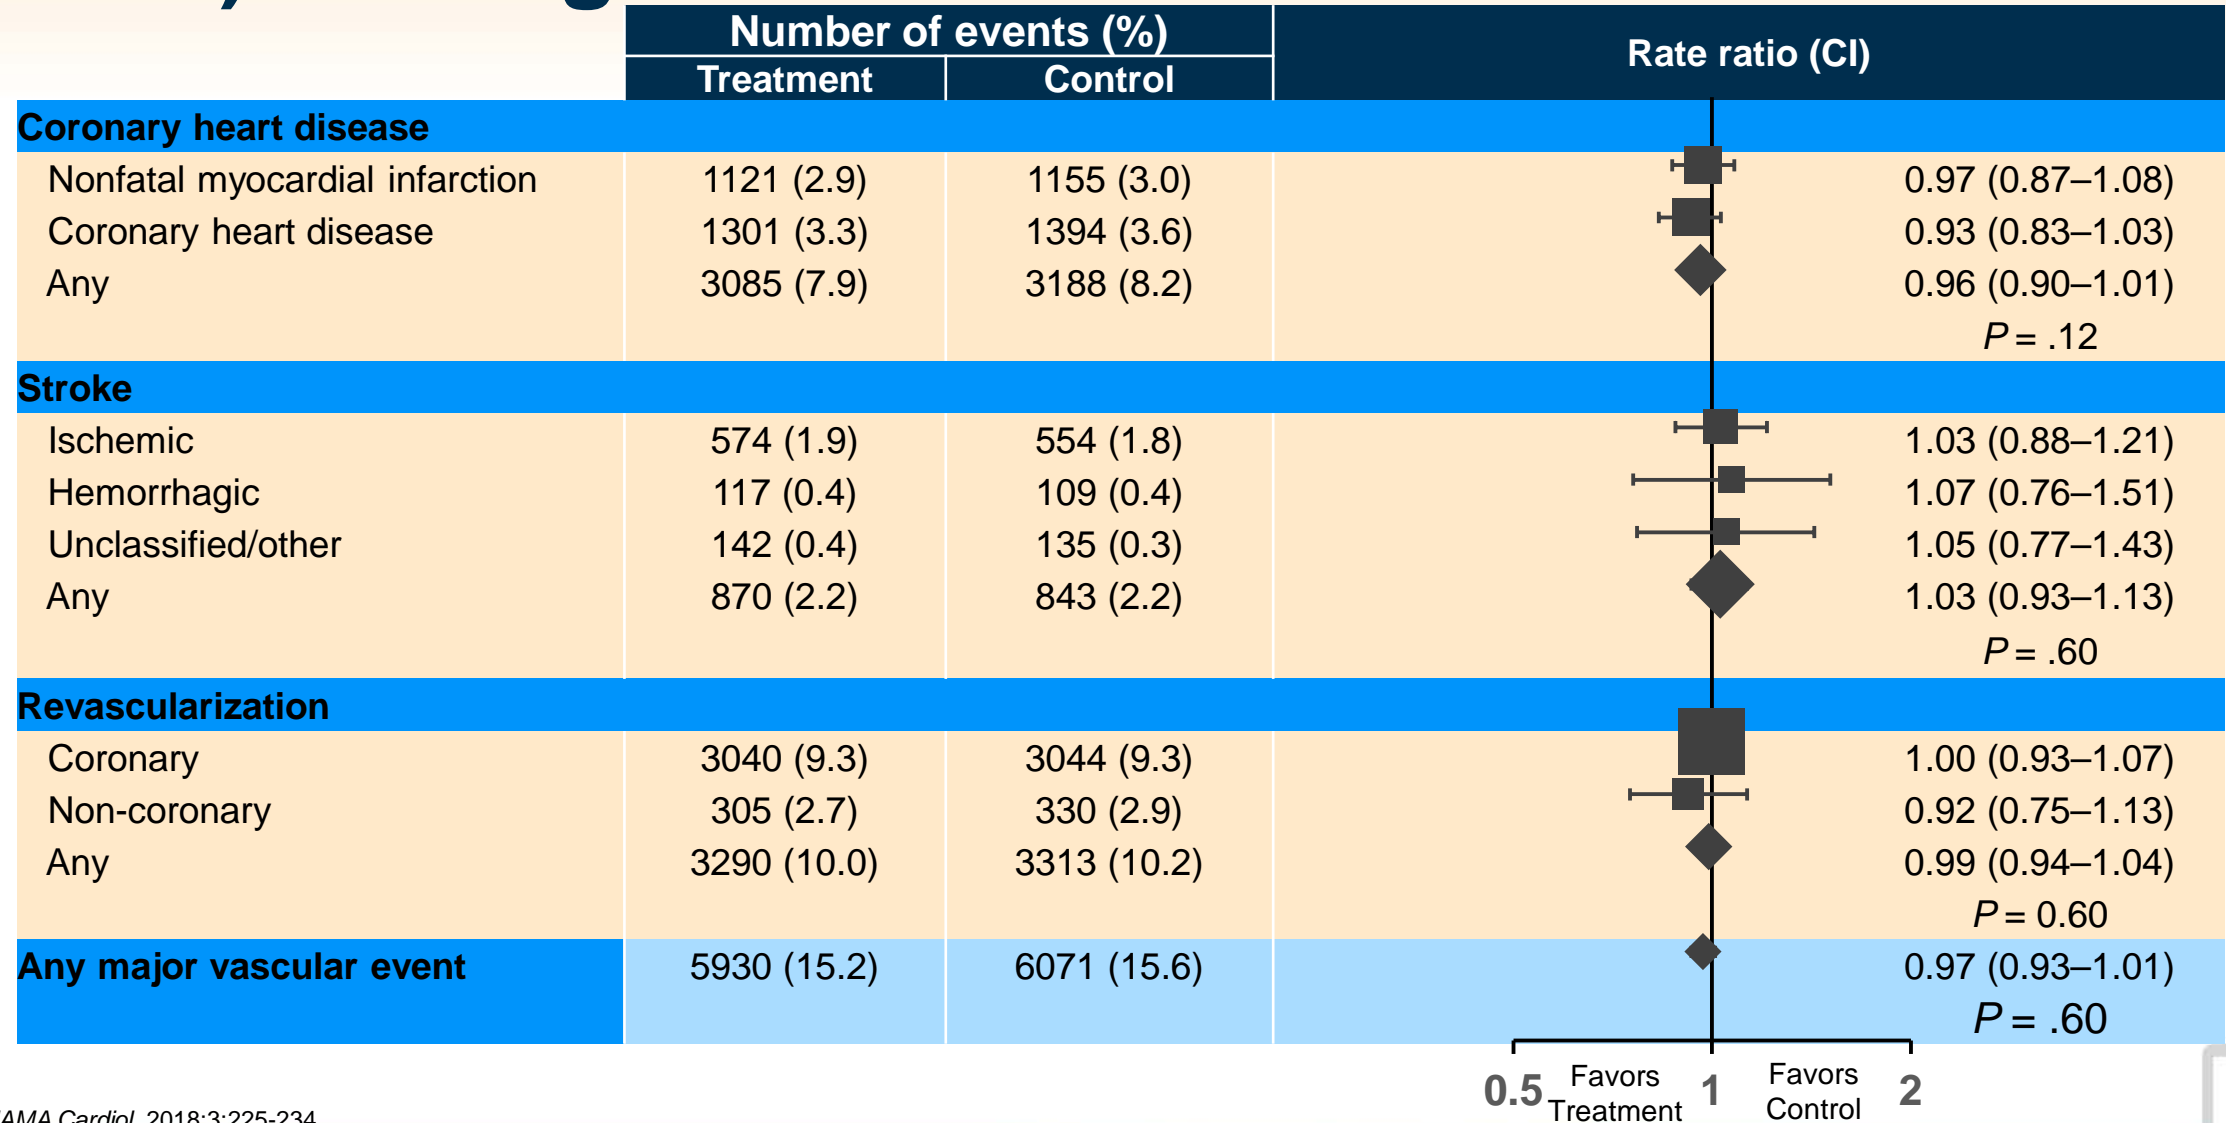 Number of events (%)
Rate ratio (CI)
Treatment Control
Coronary heart disease
Nonfatal myocardial infarction 1121 (2.9) 1155 (3.0) 0.97 (0.87–1.08)
Coronary heart disease 1301 (3.3) 1394 (3.6) 0.93 (0.83–1.03)
Any 3085 (7.9) 3188 (8.2) 0.96 (0.90–1.01)
P = .12
Stroke
Ischemic 574 (1.9) 554 (1.8) 1.03 (0.88–1.21)
Hemorrhagic 117 (0.4) 109 (0.4) 1.07 (0.76–1.51)
Unclassified/other 142 (0.4) 135 (0.3) 1.05 (0.77–1.43)
Any 870 (2.2) 843 (2.2) 1.03 (0.93–1.13)
P = .60
Revascularization
Coronary 3040 (9.3) 3044 (9.3) 1.00 (0.93–1.07)
Non-coronary 305 (2.7) 330 (2.9) 0.92 (0.75–1.13)
Any 3290 (10.0) 3313 (10.2) 0.99 (0.94–1.04)
P = 0.60
Any major vascular event 5930 (15.2) 6071 (15.6) 0.97 (0.93–1.01)
P = .60
0.5 Favors Treatment 1 Favors Control 2
JAMA Cardiol. 2018;3:225-234